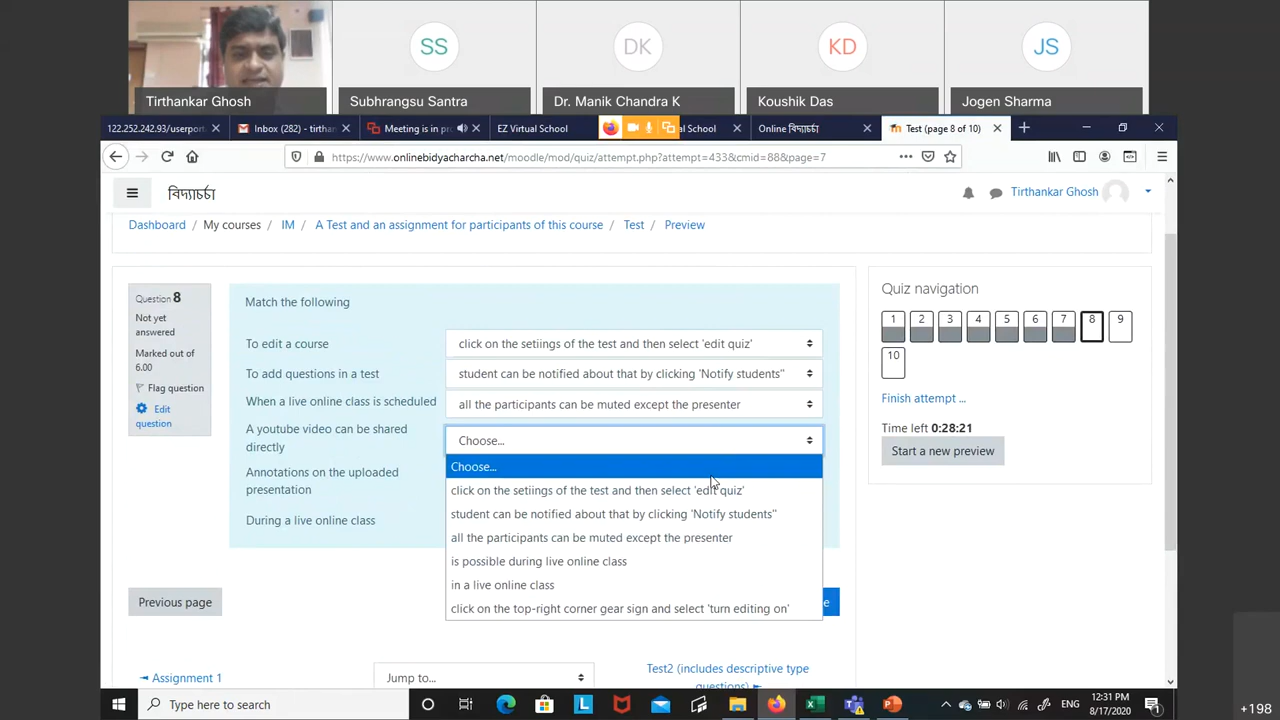 SS
DK
KD
JS
Tirthankar Ghosh
Subhrangsu Santra
Dr. Manik Chandra K
Koushik Das
Jogen Sharma
122.252.242.93/userport
Inbox (282) - tirthan
Meeting is in pr
EZ Virtual School
al School
Online বিদ্যাচর্চা
Test (page 8 of 10)
https://www.onlinebidyacharcha.net/moodle/mod/quiz/attempt.php?attempt=433&cmid=88&page=7
বিদ্যাচর্চা
Tirthankar Ghosh
Dashboard / My courses / IM / A Test and an assignment for participants of this course / Test / Preview
Question 8
Not yet
answered
Marked out of
6.00
Flag question
Edit
question
Match the following
To edit a course
click on the setiings of the test and then select 'edit quiz'
To add questions in a test
student can be notified about that by clicking 'Notify students"
When a live online class is scheduled
all the participants can be muted except the presenter
A youtube video can be shared
directly
Choose...
Annotations on the uploaded
presentation
During a live online class
Choose...
click on the setiings of the test and then select 'edit quiz'
student can be notified about that by clicking 'Notify students"
all the participants can be muted except the presenter
is possible during live online class
in a live online class
click on the top-right corner gear sign and select 'turn editing on'
Quiz navigation
1 2 3 4 5 6 7 8 9
10
Finish attempt ...
Time left 0:28:21
Start a new preview
Previous page
e
◄ Assignment 1
Jump to...
Test2 (includes descriptive type
questions) ►
Type here to search
ENG
12:31 PM
8/17/2020
+198